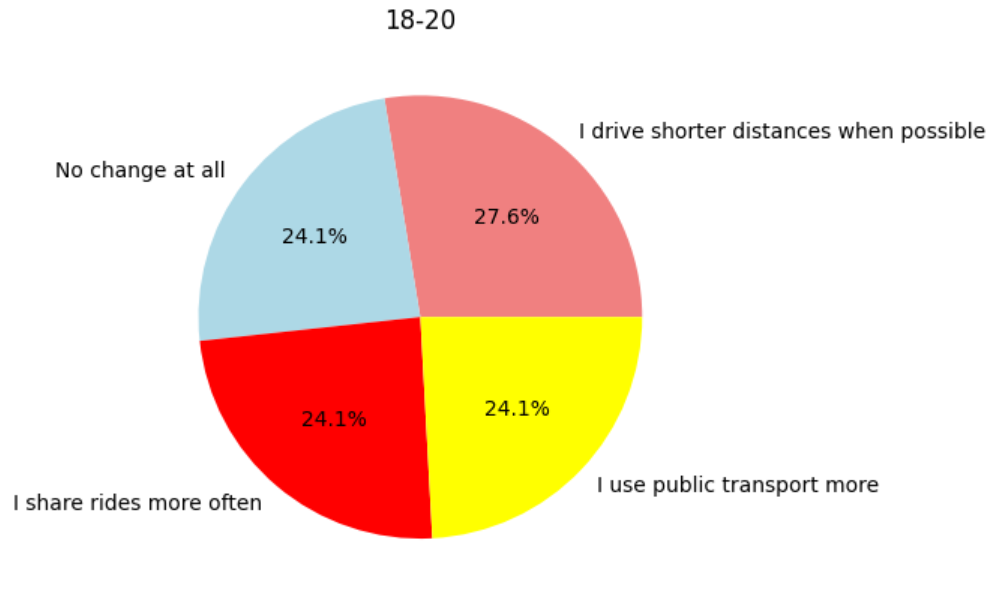 18-20
I drive shorter distances when possible
No change at all
27.6%
24.1%
24.1%
24.1%
I use public transport more
I share rides more often